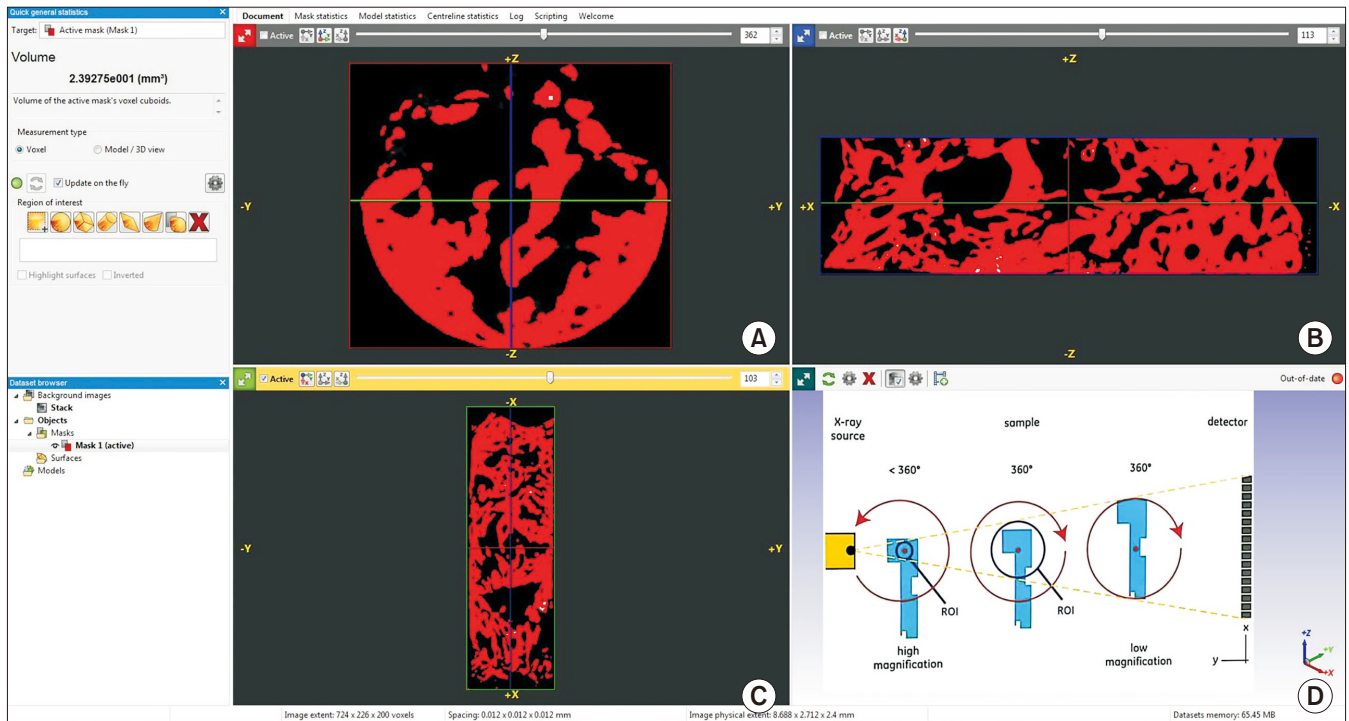 Quick general statistics
Target: Active mask (Mask 1)
Volume
2.39275e001 (mm³)
Volume of the active mask's voxel cuboids.
Measurement type
Voxel Model / 3D view
Update on the fly
Region of interest
Highlight surfaces Inverted
Dataset browser
Background images
Stack
Objects
Masks
Mask 1 (active)
Surfaces
Models
Document Mask statistics Model statistics Centreline statistics Log Scripting Welcome
Active 362
+Z
-Y +Y
-Z
A
Active 113
+Z
+X -X
-Z
B
Active 103
-X
-Y +Y
+X
C
Out-of-date
X-ray
source
sample
detector
< 360°
360°
360°
ROI
ROI
high
magnification
low
magnification
x
y
+Z
+Y
+X
D
Image extent: 724 x 226 x 200 voxels Spacing: 0.012 x 0.012 x 0.012 mm Image physical extent: 8.688 x 2.712 x 2.4 mm Datasets memory: 65.45 MB